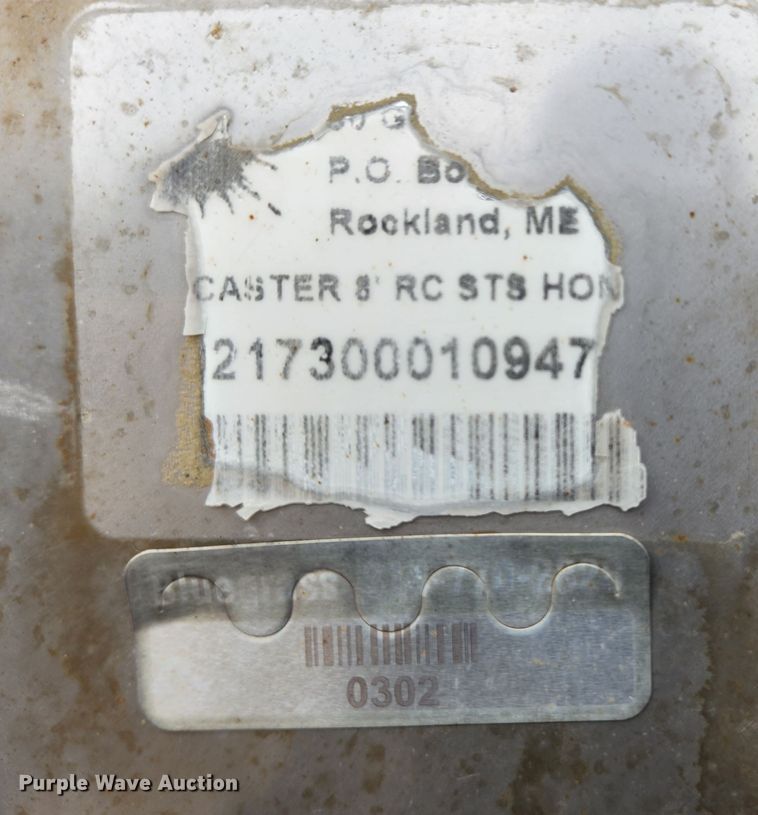 P.O. Bo
Rockland, ME
CASTER 8' RC STS HON
217300010947
0302
Purple Wave Auction